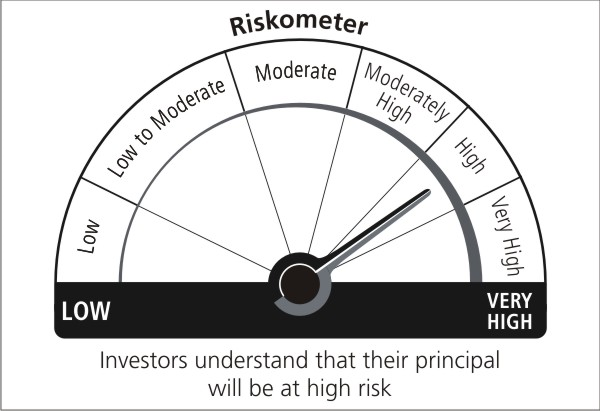 Riskometer
Low
Low to Moderate
Moderate
Moderately
High
High
Very High
LOW
VERY
HIGH
Investors understand that their principal
will be at high risk